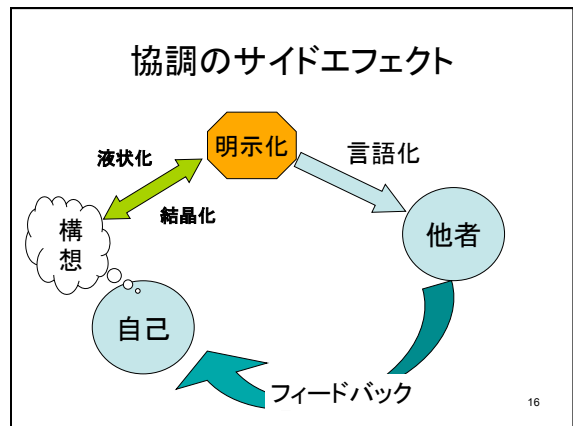 協調のサイドエフェクト
明示化
液状化
言語化
結晶化
構
想
他者
自己
フィードバック
16